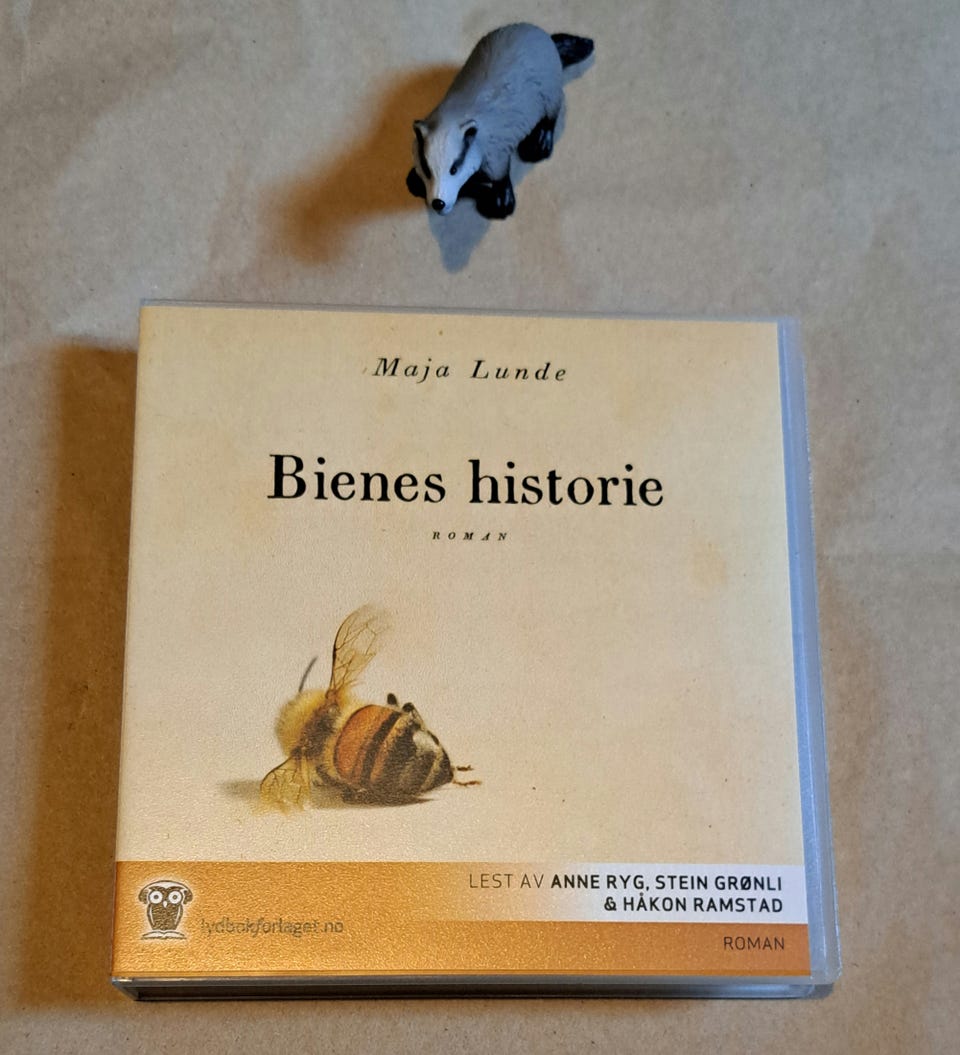 Maja Lunde
Bienes historie
ROMAN
LEST AV ANNE RYG, STEIN GRØNLI
& HÅKON RAMSTAD
lydbokforlaget.no
ROMAN